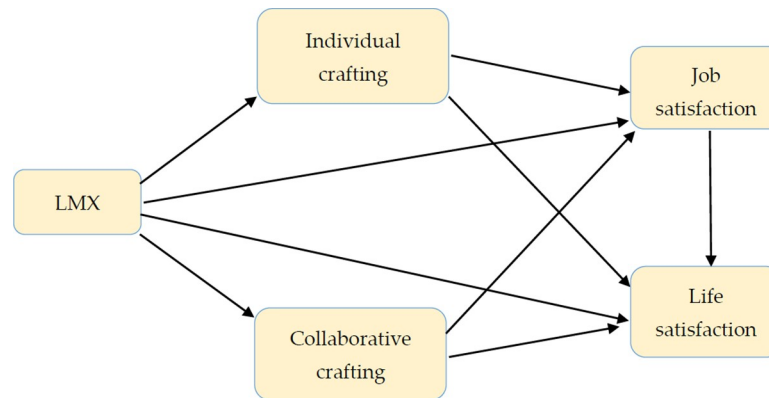 Individual
crafting
Job
satisfaction
LMX
Life
satisfaction
Collaborative
crafting